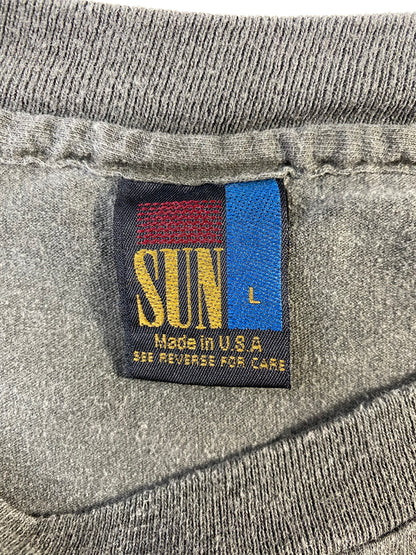 SUN
L
Made in U.S.A
SEE REVERSE FOR CARE